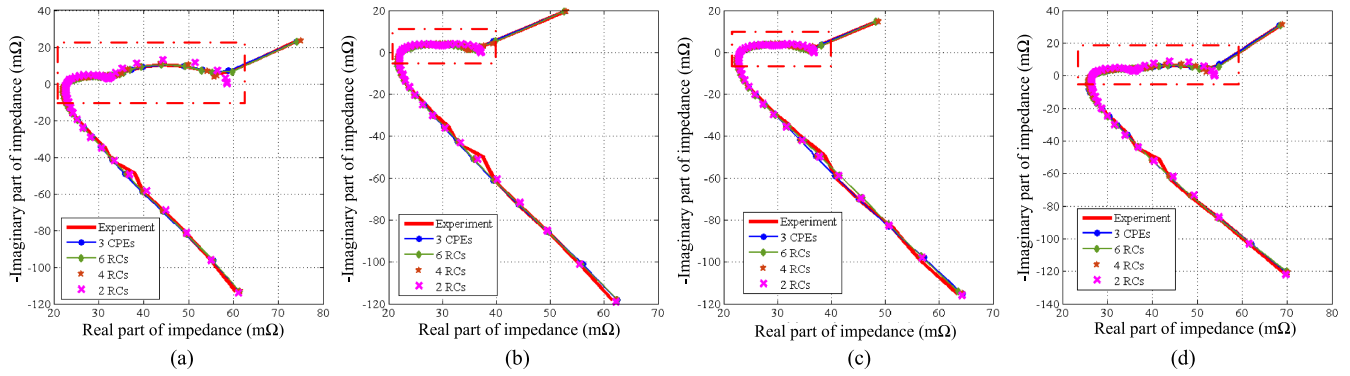 -Imaginary part of impedance (mΩ)
40
20
0
-20
-40
-60
-80
-100
-120
20
30
40
50
60
70
80
Real part of impedance (mΩ)
Experiment
3 CPEs
6 RCs
4 RCs
2 RCs
(a)
-Imaginary part of impedance (mΩ)
20
0
-20
-40
-60
-80
-100
-120
20
30
40
50
60
70
Real part of impedance (mΩ)
Experiment
3 CPEs
6 RCs
4 RCs
2 RCs
(b)
-Imaginary part of impedance (mΩ)
20
0
-20
-40
-60
-80
-100
-120
20
30
40
50
60
70
Real part of impedance (mΩ)
Experiment
3 CPEs
6 RCs
4 RCs
2 RCs
(c)
-Imaginary part of impedance (mΩ)
40
20
0
-20
-40
-60
-80
-100
-120
-140
20
30
40
50
60
70
80
Real part of impedance (mΩ)
Experiment
3 CPEs
6 RCs
4 RCs
2 RCs
(d)